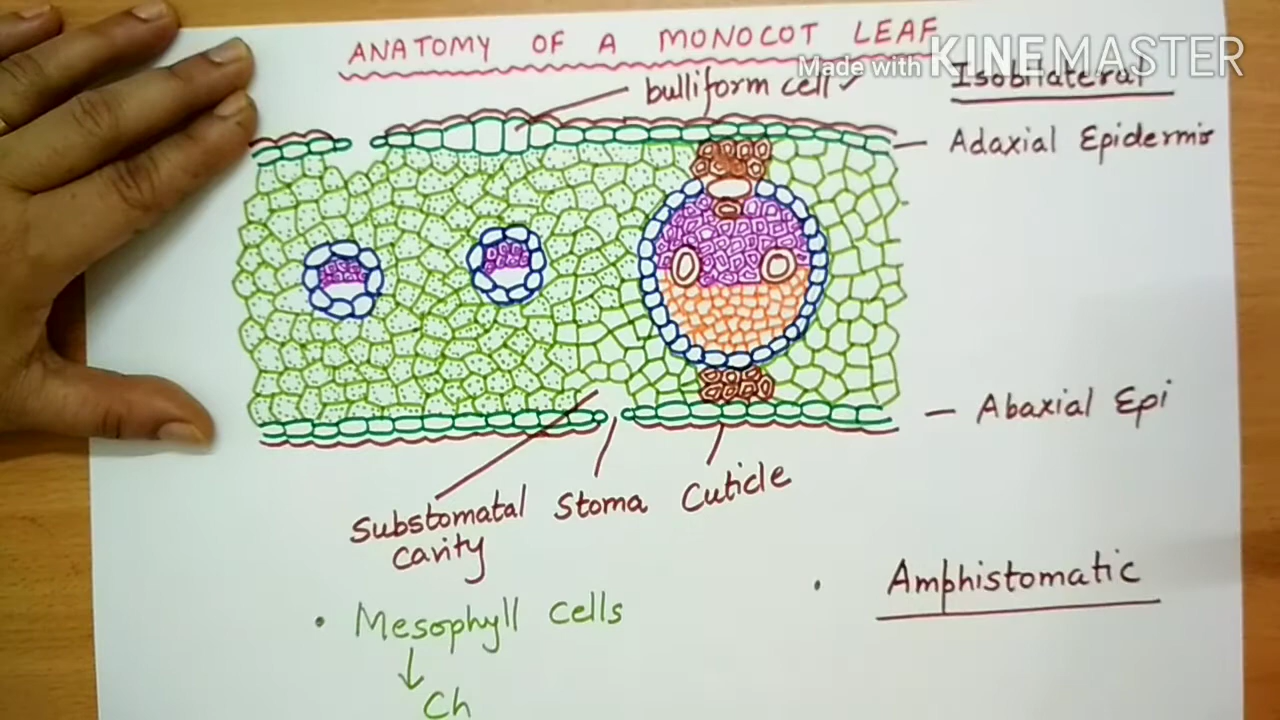 ANATOMY OF A MONOCOT LEAF
Made with KINEMASTER
Isobilateral
bulliform cell ✓
Adaxial Epidermis
Abaxial Epi
Substomatal cavity
Stoma
Cuticle
• Amphistomatic
• Mesophyll cells
↓
Ch